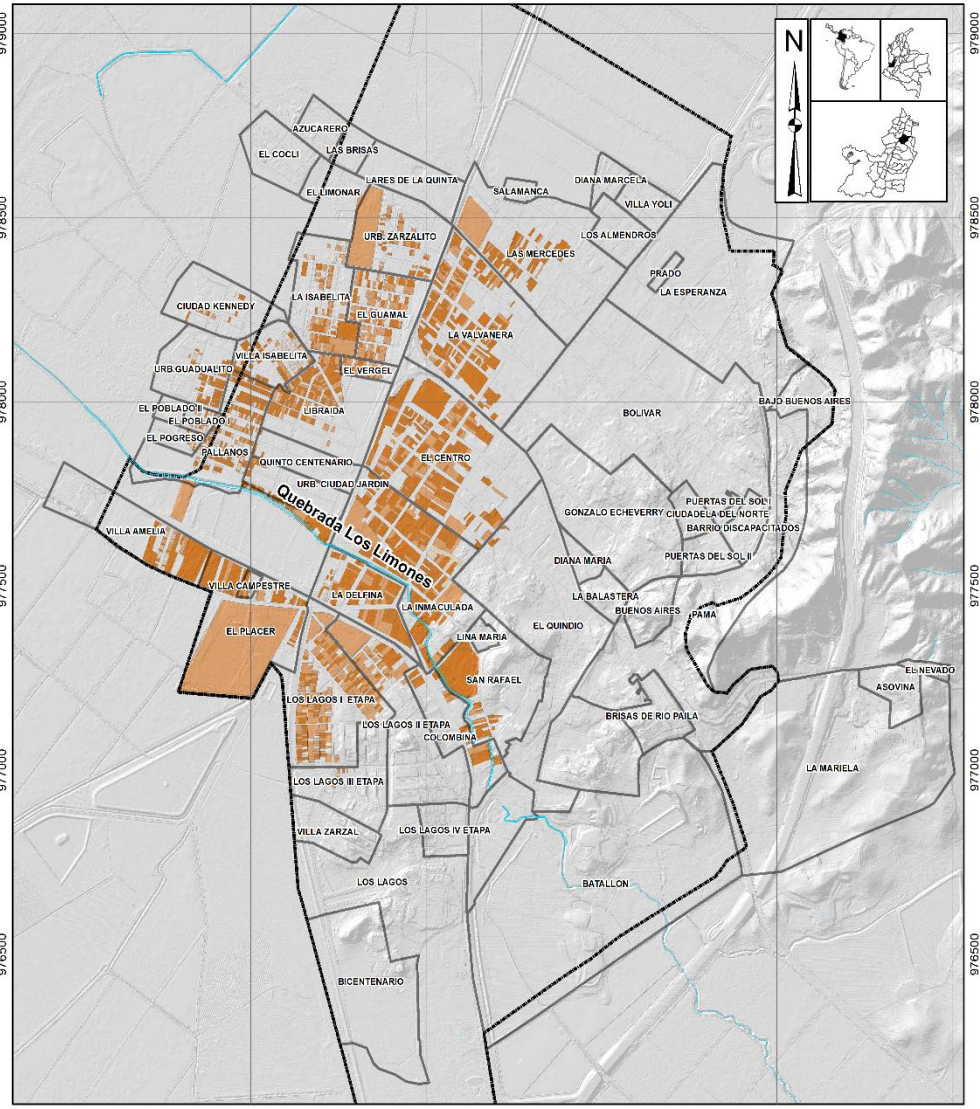 979000
979000
N
AZUCARERO
EL COCLI
LAS BRISAS
LARES DE LA QUINTA
EL LIMONAR
SALAMANCA
DIANA MARCELA
VILLA YOLI
978500
978500
URB. ZARZALITO
LOS ALMENDROS
LAS MERCEDES
PRADO
LA ESPERANZA
LA ISABELITA
CIUDAD KENNEDY
EL GUAMAL
LA VALVANERA
VILLA ISABELITA
URB.GUADUALITO
EL VERGEL
978000
978000
BAJO BUENOS AIRES
EL POBLADO II
LIBRAIDA
BOLIVAR
EL POBLADO
EL POGRESO
PALLANOS
QUINTO CENTENARIO
EL CENTRO
URB. CIUDAD JARDIN
Quebrada Los Limones
PUERTAS DEL SOL I
GONZALO ECHEVERRY
CIUDADELA DEL NORTE
BARRIO DISCAPACITADOS
VILLA AMELIA
DIANA MARIA
PUERTAS DEL SOL II
977500
977500
VILLA CAMPESTRE
LA DELFINA
LA BALASTERA
LA INMACULADA
BUENOS AIRES
PAMA
EL PLACER
LINA MARIA
EL QUINDIO
EL NEVADO
SAN RAFAEL
ASOVINA
LOS LAGOS I ETAPA
BRISAS DE RIO PAILA
LOS LAGOS II ETAPA
COLOMBINA
977000
977000
LA MARIELA
LOS LAGOS III ETAPA
VILLA ZARZAL
LOS LAGOS IV ETAPA
LOS LAGOS
BATALLON
976500
976500
BICENTENARIO